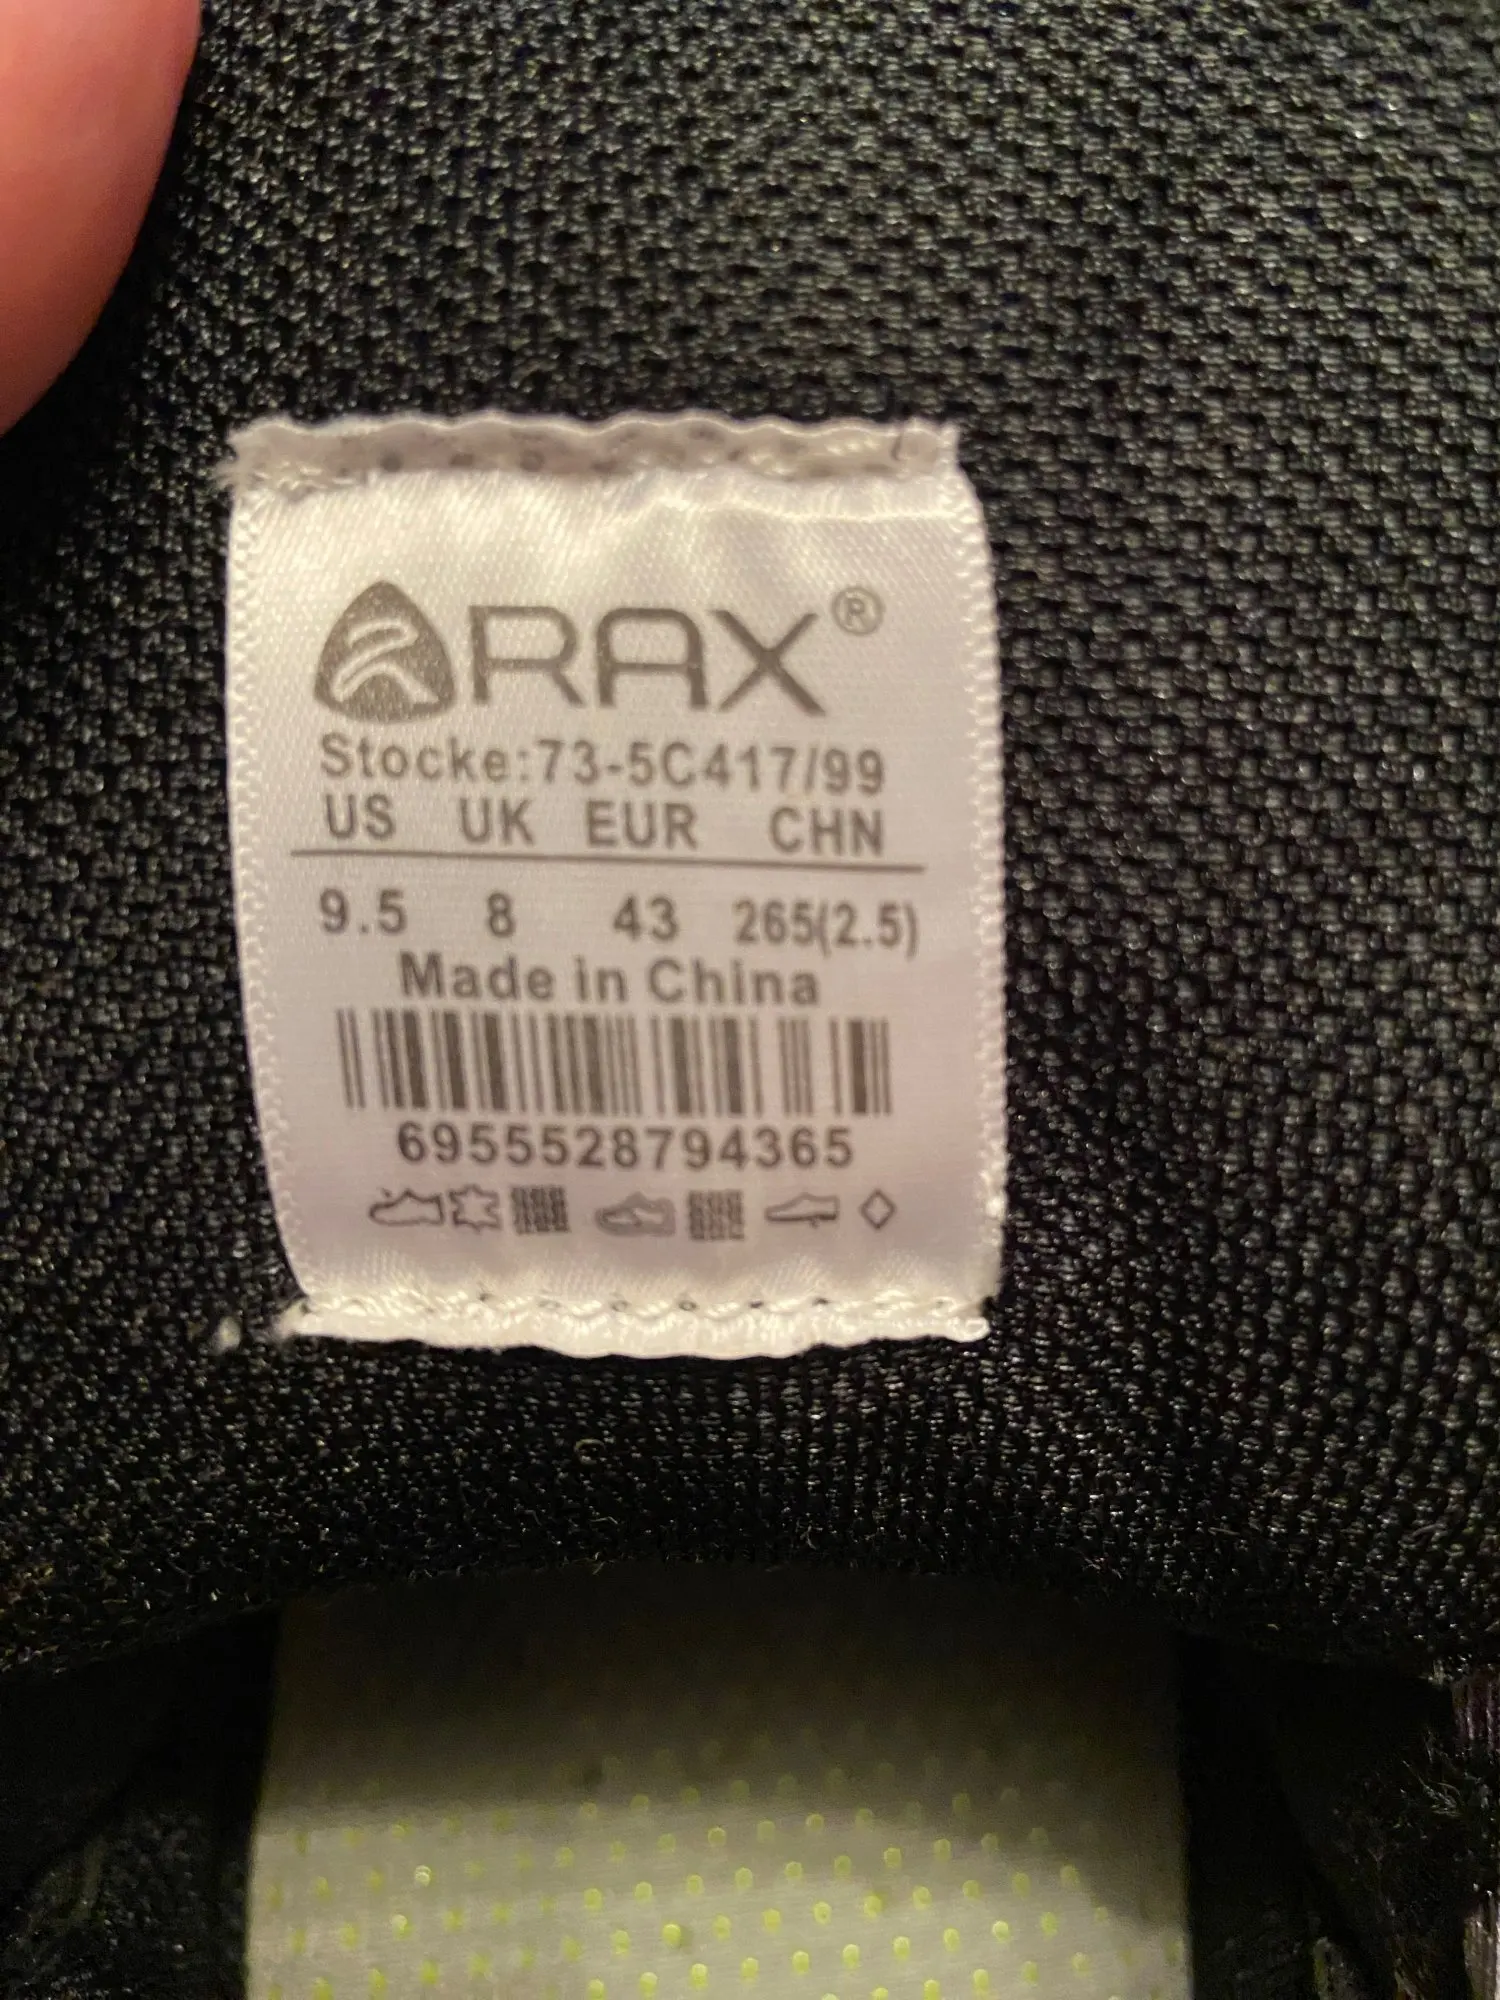 RAX®
Stocke:73-5C417/99
US UK EUR CHN
9.5 8 43 265(2.5)
Made in China
6955528794365